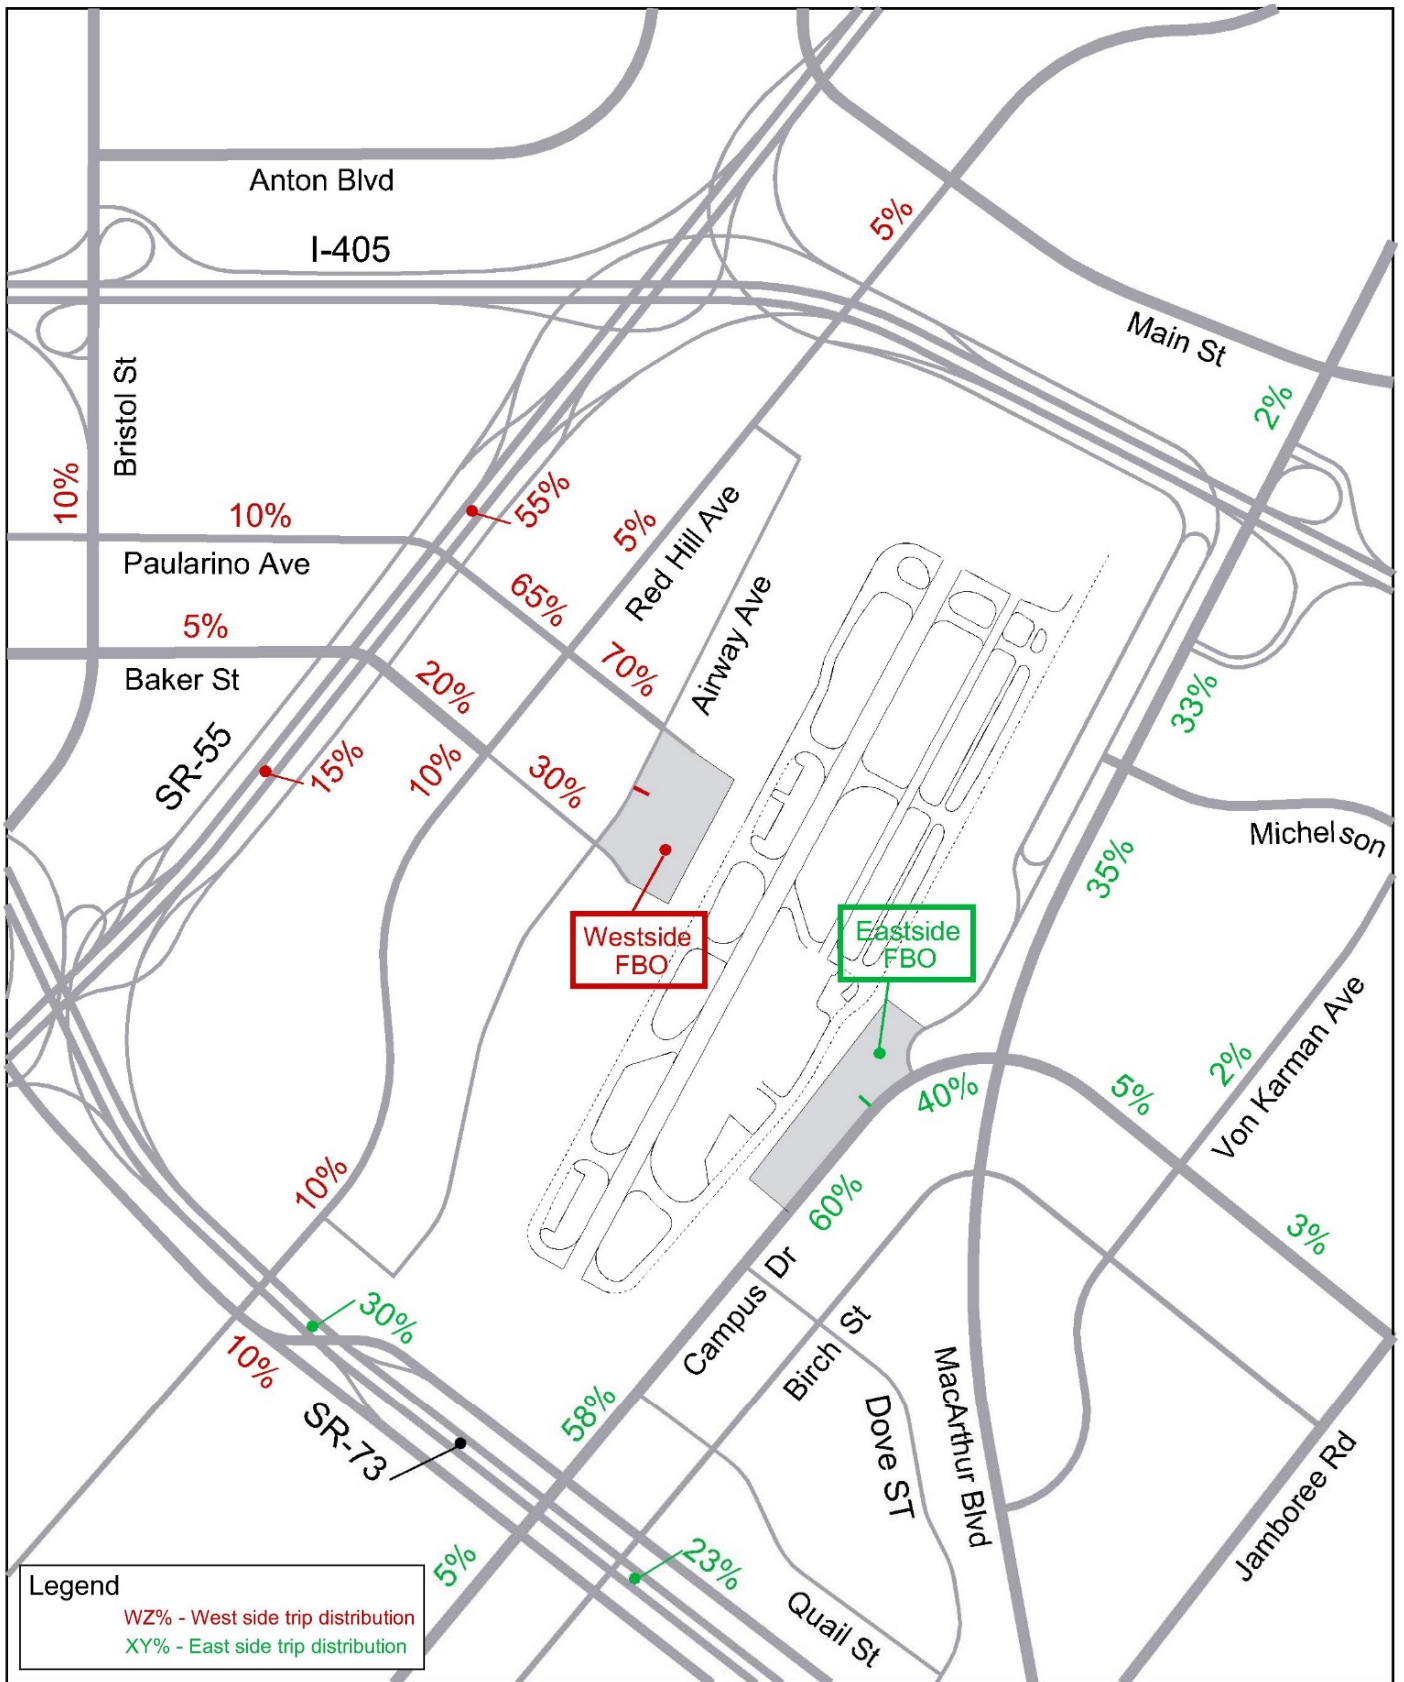 Anton Blvd
I-405
5%
Main St
2%
Bristol St
10%
10%
Paularino Ave
55%
5%
Red Hill Ave
5%
Baker St
65%
70%
Airway Ave
20%
33%
SR-55
15%
10%
30%
Michelson
35%
Westside
FBO
Eastside
FBO
Von Karman Ave
2%
40%
5%
10%
60%
3%
30%
Campus Dr
Birch St
10%
58%
SR-73
Dove ST
MacArthur Blvd
Jamboree Rd
5%
23%
Quail St
Legend
WZ% - West side trip distribution
XY% - East side trip distribution